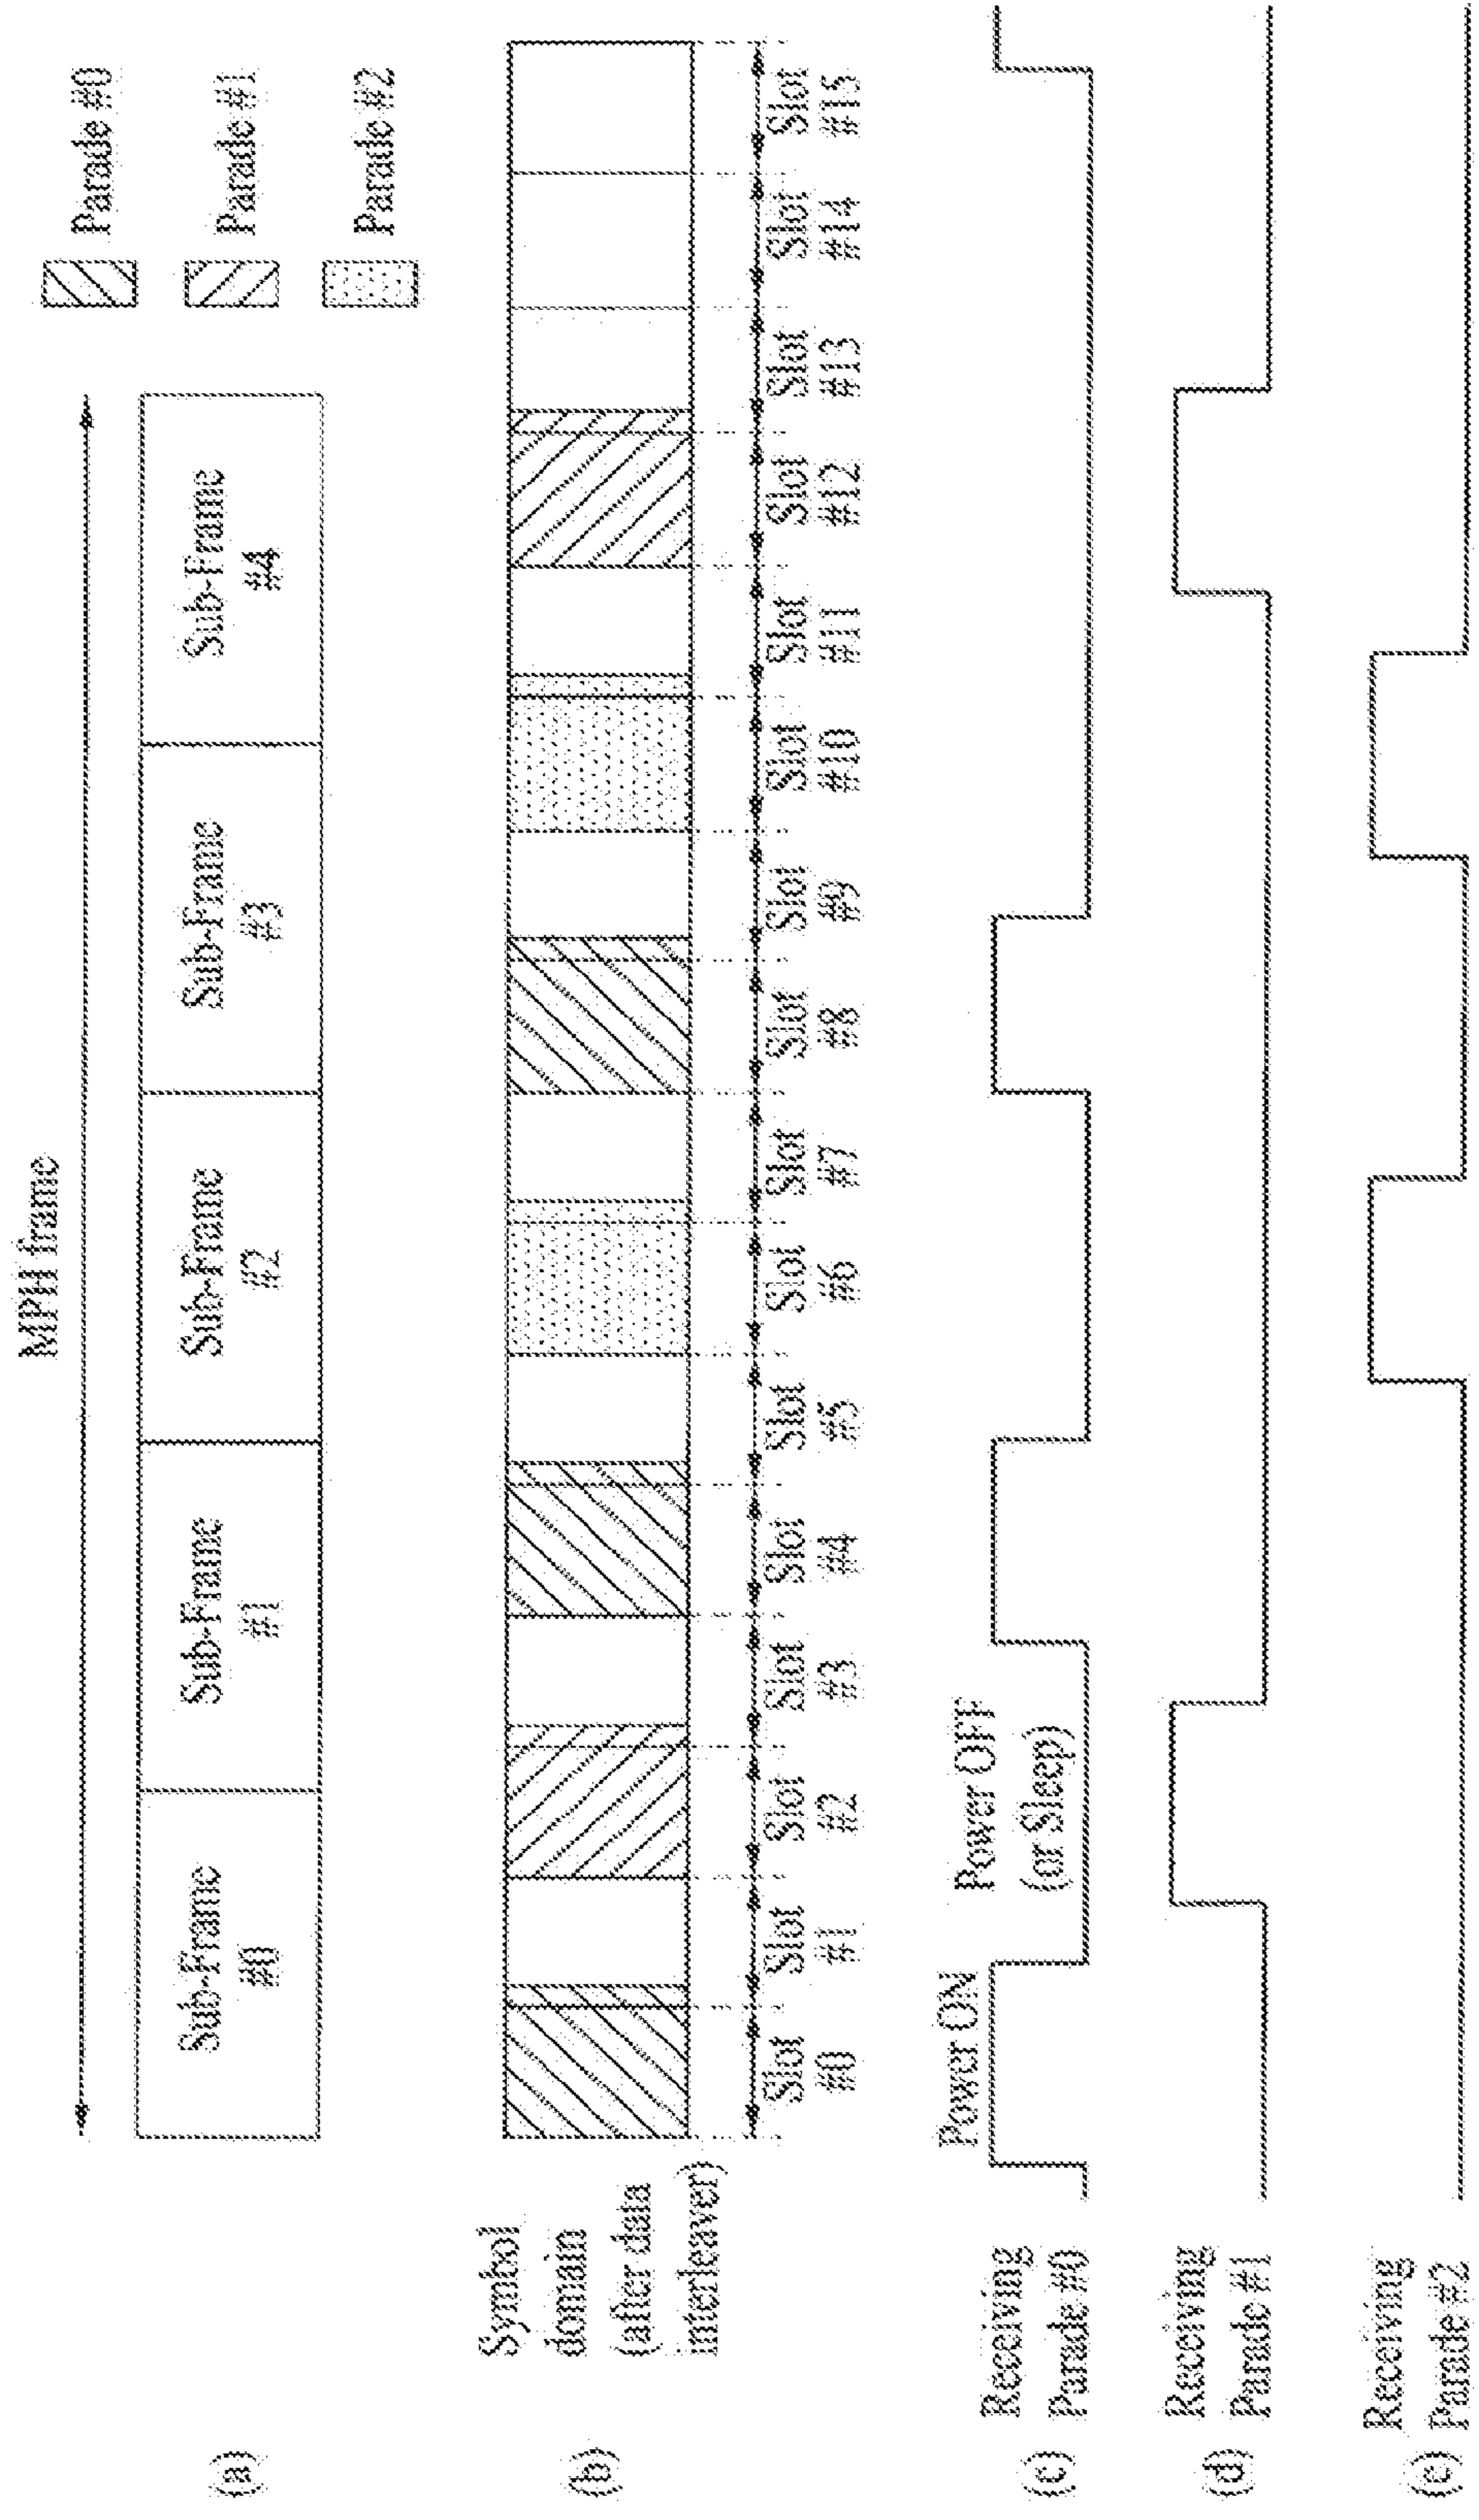 MPH frame
Parade #0
Parade #1
Parade #2
(a)
Sub-Frame
#0
Sub-Frame
#1
Sub-Frame
#2
Sub-Frame
#3
Sub-Frame
#4
(b)
Symbol
domain
(after data
interleaver)
Slot
#0
Slot
#1
Slot
#2
Slot
#3
Slot
#4
Slot
#5
Slot
#6
Slot
#7
Slot
#8
Slot
#9
Slot
#10
Slot
#11
Slot
#12
Slot
#13
Slot
#14
Slot
#15
(c)
Receiving
Parade #0
Power ON
Power OFF
(or Sleep)
(d)
Receiving
Parade #1
(e)
Receiving
Parade #2